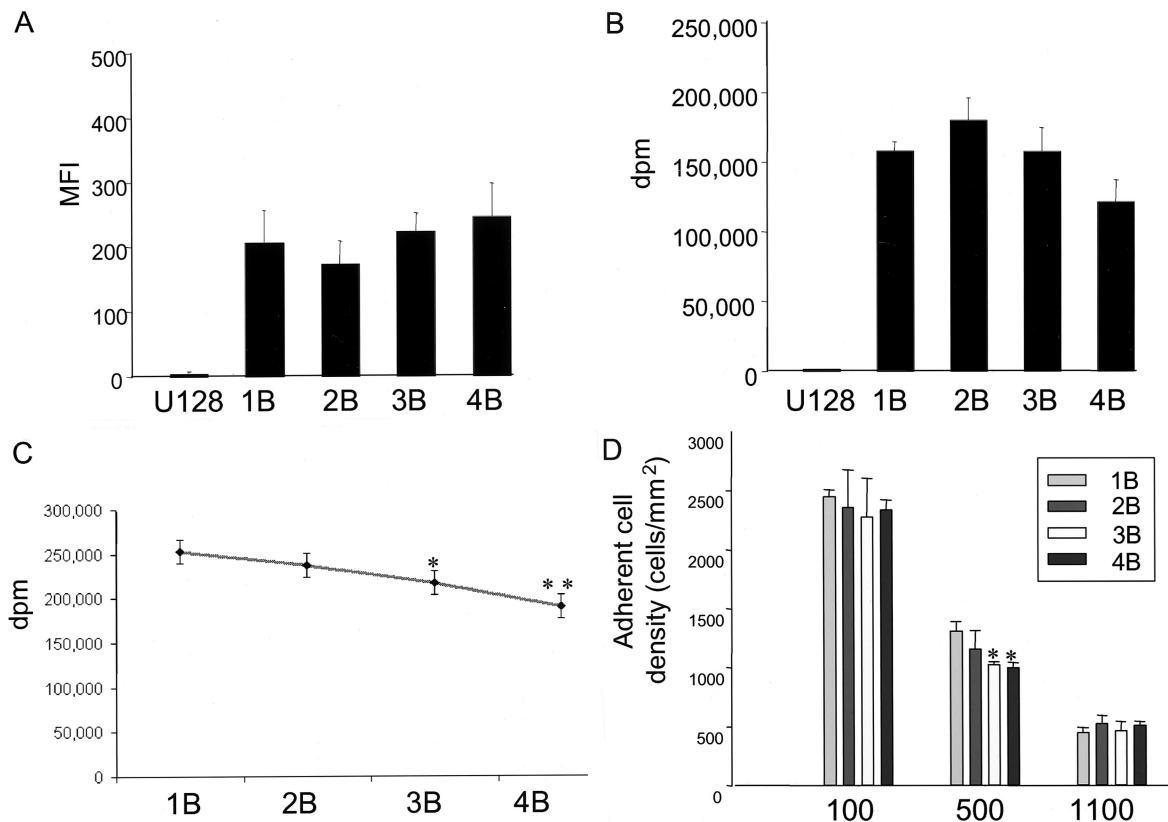 A
500
400
300
200
100
0
MFI
U128 1B 2B 3B 4B
B
250,000
200,000
150,000
100,000
50,000
0
dpm
U128 1B 2B 3B 4B
C
300,000
250,000
200,000
150,000
100,000
50,000
0
dpm
*
* *
1B 2B 3B 4B
D
3000
2500
2000
1500
1000
500
0
Adherent cell
density (cells/mm²)
1B
2B
3B
4B
* *
100 500 1100